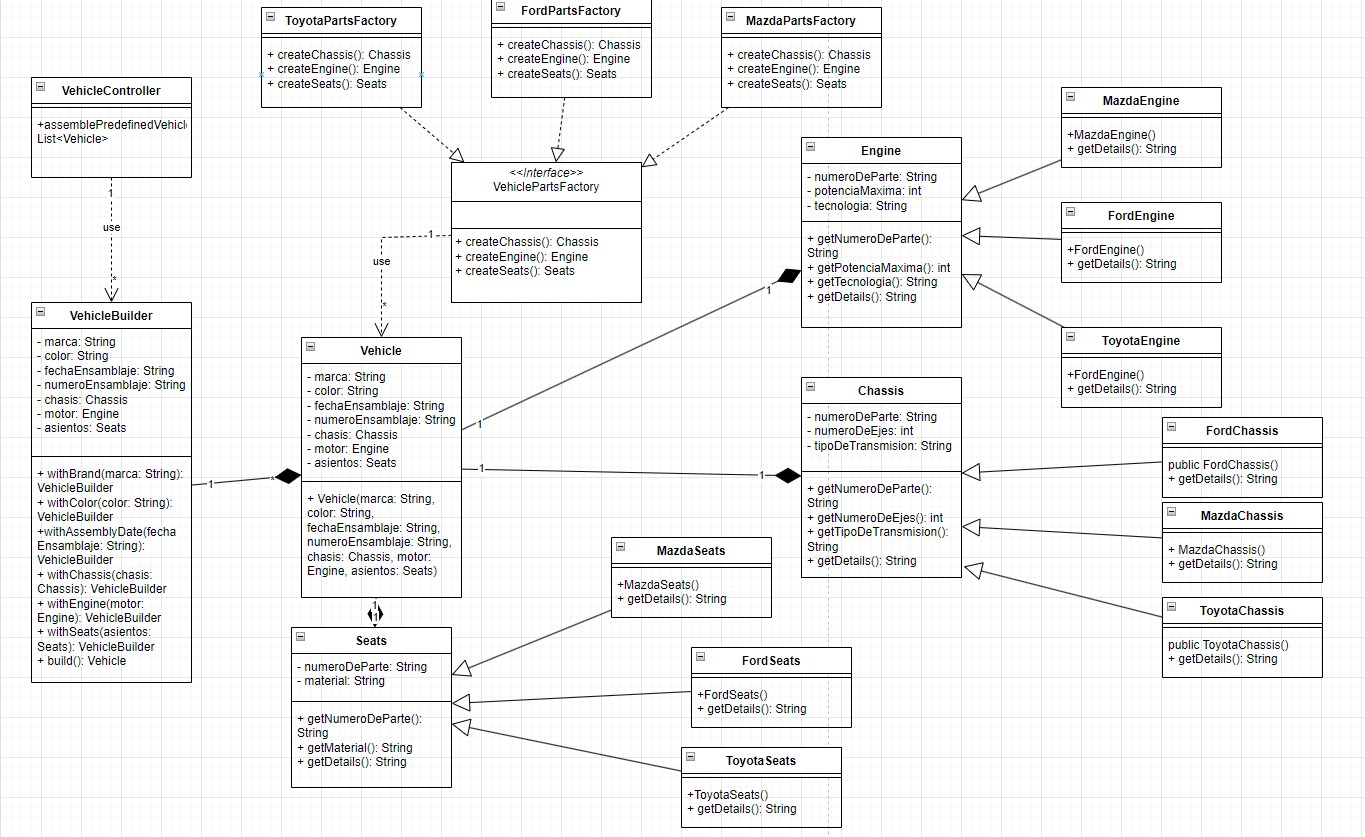 ToyotaPartsFactory
+ createChassis(): Chassis
+ createEngine(): Engine
+ createSeats(): Seats
FordPartsFactory
+ createChassis(): Chassis
+ createEngine(): Engine
+ createSeats(): Seats
MazdaPartsFactory
+ createChassis(): Chassis
+ createEngine(): Engine
+ createSeats(): Seats
VehicleController
+assemblePredefinedVehicl
List<Vehicle>
1
use
*
<<Interface>>
VehiclePartsFactory
+ createChassis(): Chassis
+ createEngine(): Engine
+ createSeats(): Seats
1
use
*
VehicleBuilder
- marca: String
- color: String
- fechaEnsamblaje: String
- numeroEnsamblaje: String
- chasis: Chassis
- motor: Engine
- asientos: Seats
+ withBrand(marca: String):
VehicleBuilder
+ withColor(color: String):
VehicleBuilder
+withAssemblyDate(fecha
Ensamblaje: String):
VehicleBuilder
+ withChassis(chasis:
Chassis): VehicleBuilder
+ withEngine(motor:
Engine): VehicleBuilder
+ withSeats(asientos:
Seats): VehicleBuilder
+ build(): Vehicle
1
*
Vehicle
- marca: String
- color: String
- fechaEnsamblaje: String
- numeroEnsamblaje: String
- chasis: Chassis
- motor: Engine
- asientos: Seats
+ Vehicle(marca: String,
color: String,
fechaEnsamblaje: String,
numeroEnsamblaje: String,
chasis: Chassis, motor:
Engine, asientos: Seats)
1
1
1
1
1
1
Seats
- numeroDeParte: String
- material: String
+ getNumeroDeParte():
String
+ getMaterial(): String
+ getDetails(): String
MazdaSeats
+MazdaSeats()
+ getDetails(): String
FordSeats
+FordSeats()
+ getDetails(): String
ToyotaSeats
+ToyotaSeats()
+ getDetails(): String
Engine
- numeroDeParte: String
- potenciaMaxima: int
- tecnologia: String
+ getNumeroDeParte():
String
+ getPotenciaMaxima(): int
+ getTecnologia(): String
+ getDetails(): String
Chassis
- numeroDeParte: String
- numeroDeEjes: int
- tipoDeTransmision: String
+ getNumeroDeParte():
String
+ getNumeroDeEjes(): int
+ getTipoDeTransmision():
String
+ getDetails(): String
MazdaEngine
+MazdaEngine()
+ getDetails(): String
FordEngine
+FordEngine()
+ getDetails(): String
ToyotaEngine
+FordEngine()
+ getDetails(): String
FordChassis
public FordChassis()
+ getDetails(): String
MazdaChassis
+ MazdaChassis()
+ getDetails(): String
ToyotaChassis
public ToyotaChassis()
+ getDetails(): String